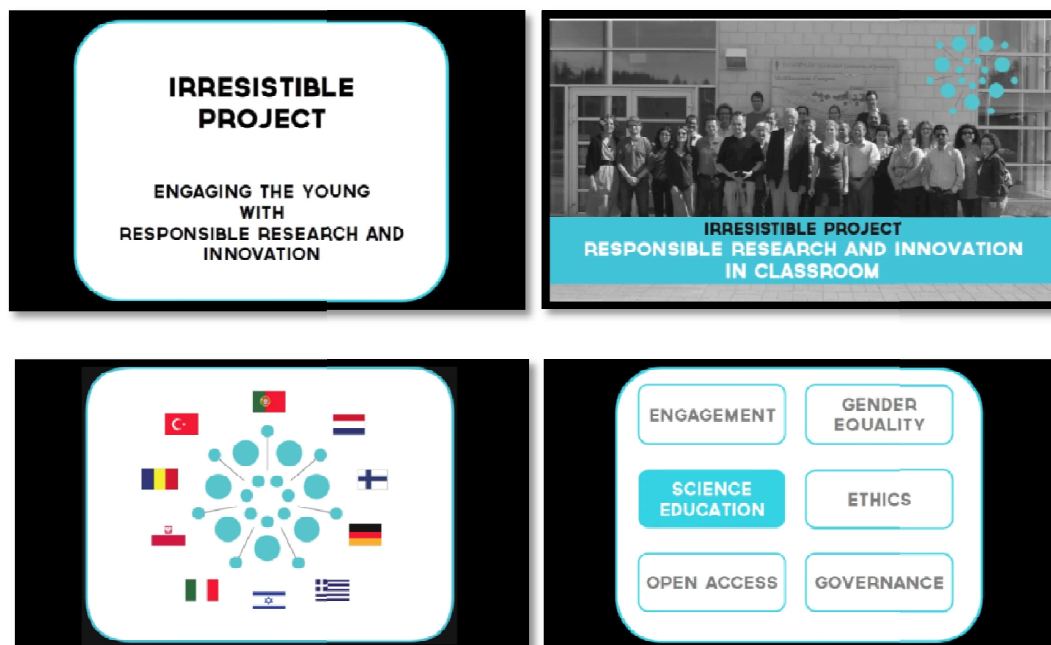 IRRESISTIBLE
PROJECT
ENGAGING THE YOUNG
WITH
RESPONSIBLE RESEARCH AND
INNOVATION
IRRESISTIBLE PROJECT
RESPONSIBLE RESEARCH AND INNOVATION
IN CLASSROOM
ENGAGEMENT
GENDER
EQUALITY
SCIENCE
EDUCATION
ETHICS
OPEN ACCESS
GOVERNANCE